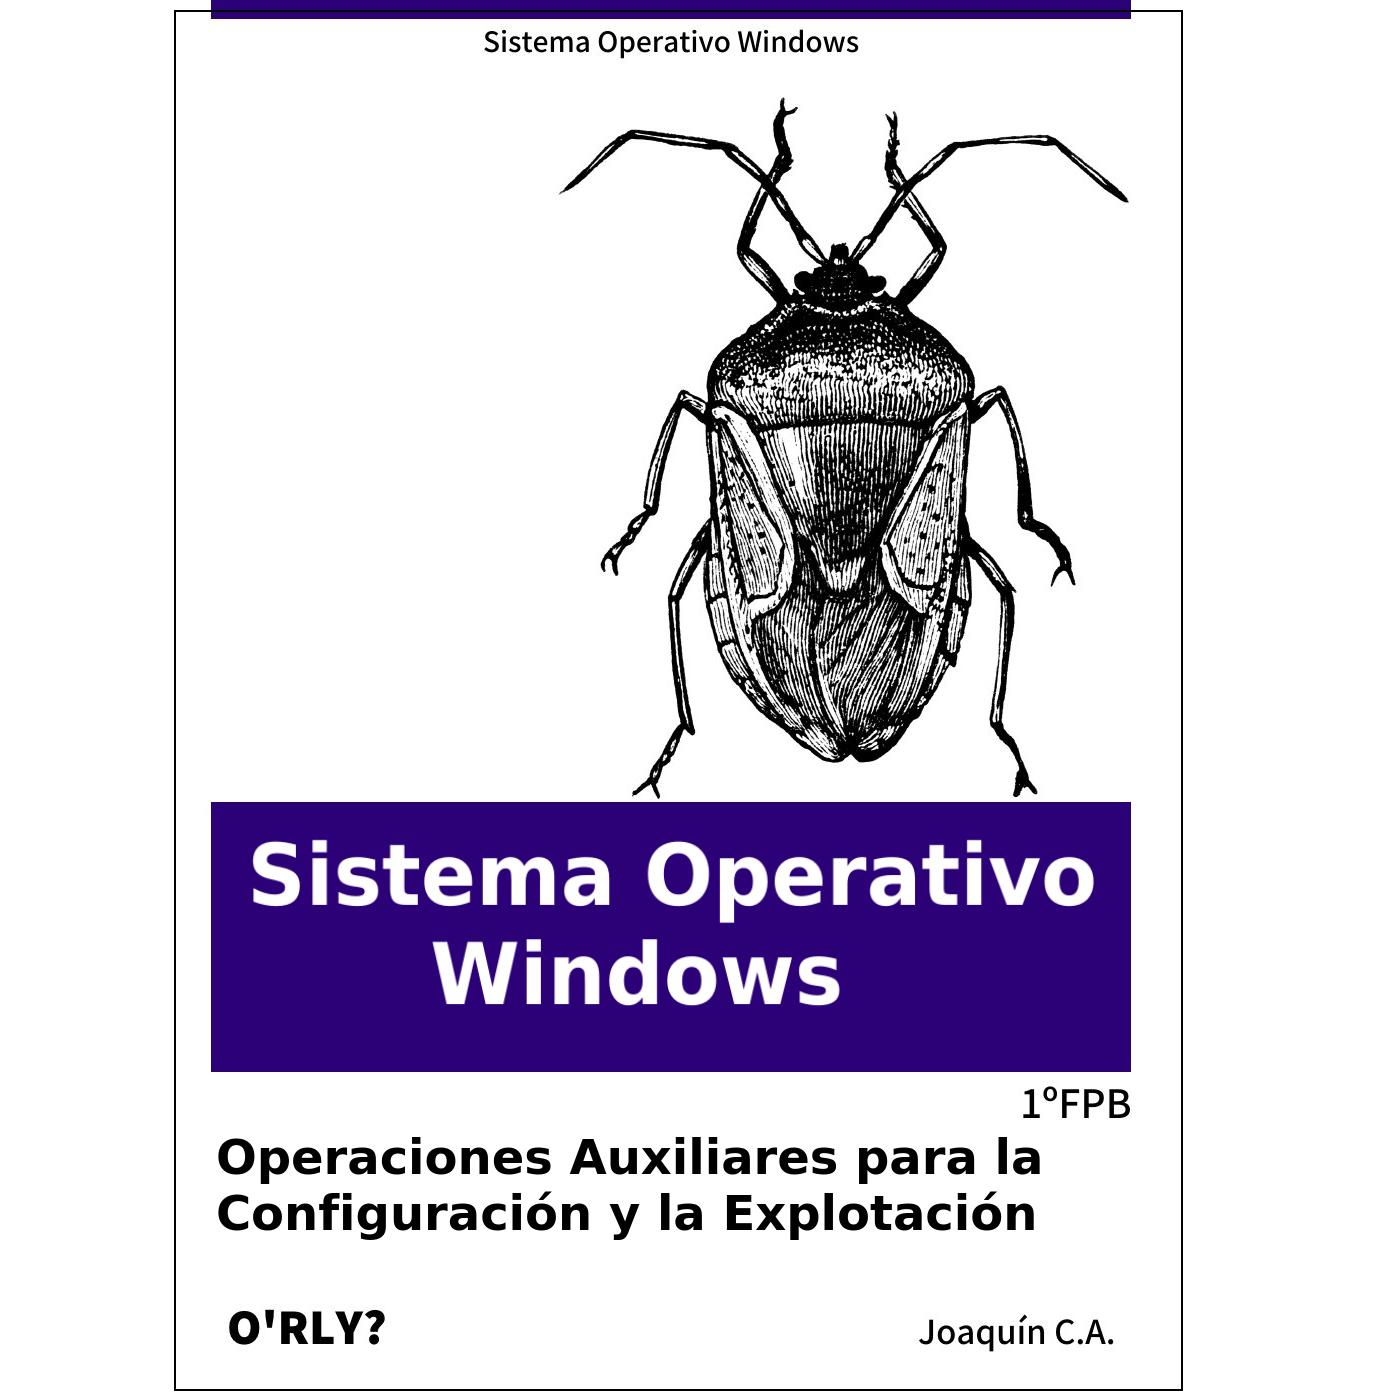 Sistema Operativo Windows
Sistema Operativo
Windows
1ºFPB
Operaciones Auxiliares para la
Configuración y la Explotación
O'RLY?
Joaquín C.A.